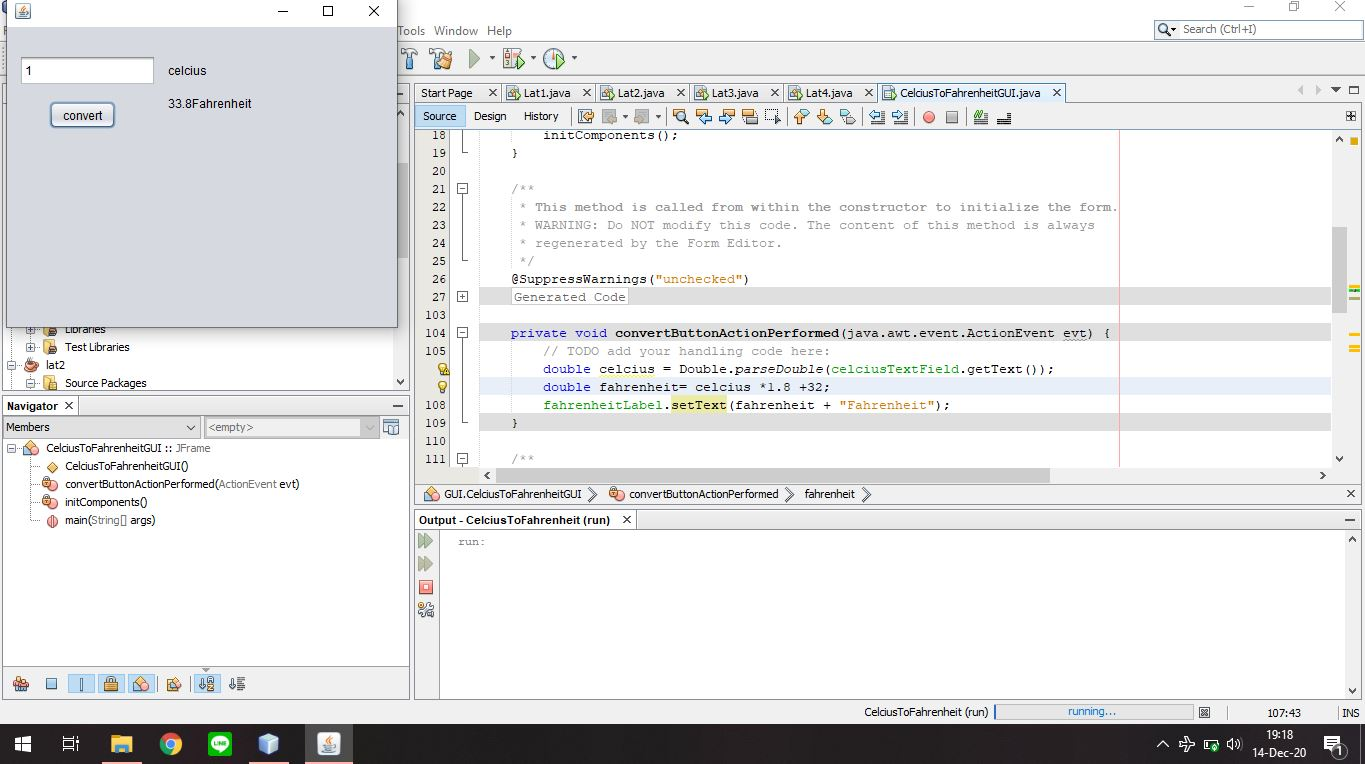 1
celcius
33.8Fahrenheit
convert
Tools Window Help
Search (Ctrl+I)
Start Page Lat1.java Lat2.java Lat3.java Lat4.java CelciusToFahrenheitGUI.java
Source Design History
18 initComponents();
19 }
20
21 /**
22 * This method is called from within the constructor to initialize the form.
23 * WARNING: Do NOT modify this code. The content of this method is always
24 * regenerated by the Form Editor.
25 */
26 @SuppressWarnings("unchecked")
27 Generated Code
103
104 private void convertButtonActionPerformed(java.awt.event.ActionEvent evt) {
105 // TODO add your handling code here:
double celcius = Double.parseDouble(celciusTextField.getText());
double fahrenheit= celcius *1.8 +32;
108 fahrenheitLabel.setText(fahrenheit + "Fahrenheit");
109 }
110
111 /**
GUI.CelciusToFahrenheitGUI convertButtonActionPerformed fahrenheit
Libraries
Test Libraries
lat2
Source Packages
Navigator
Members <empty>
CelciusToFahrenheitGUI :: JFrame
CelciusToFahrenheitGUI()
convertButtonActionPerformed(ActionEvent evt)
initComponents()
main(String[] args)
Output - CelciusToFahrenheit (run)
run:
CelciusToFahrenheit (run) running... 107:43 INS
LINE
19:18
14-Dec-20
1